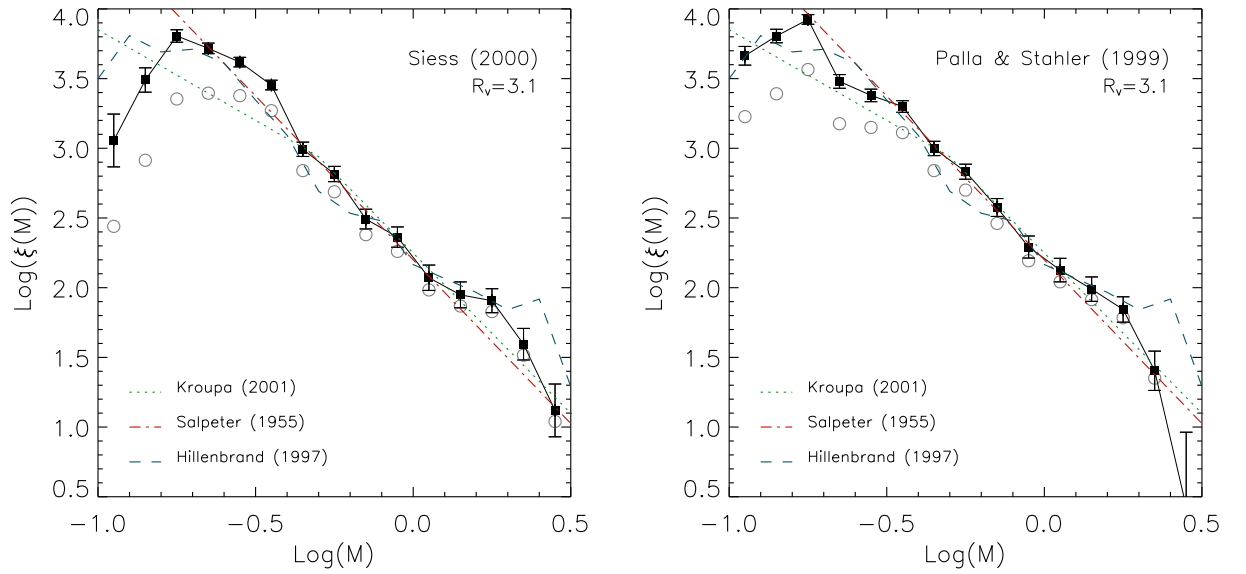 4.0
3.5
3.0
2.5
2.0
1.5
1.0
0.5
Log(ξ(M))
Siess (2000)
Rv=3.1
Kroupa (2001)
Salpeter (1955)
Hillenbrand (1997)
−1.0 −0.5 0.0 0.5
Log(M)
4.0
3.5
3.0
2.5
2.0
1.5
1.0
0.5
Log(ξ(M))
Palla & Stahler (1999)
Rv=3.1
Kroupa (2001)
Salpeter (1955)
Hillenbrand (1997)
−1.0 −0.5 0.0 0.5
Log(M)